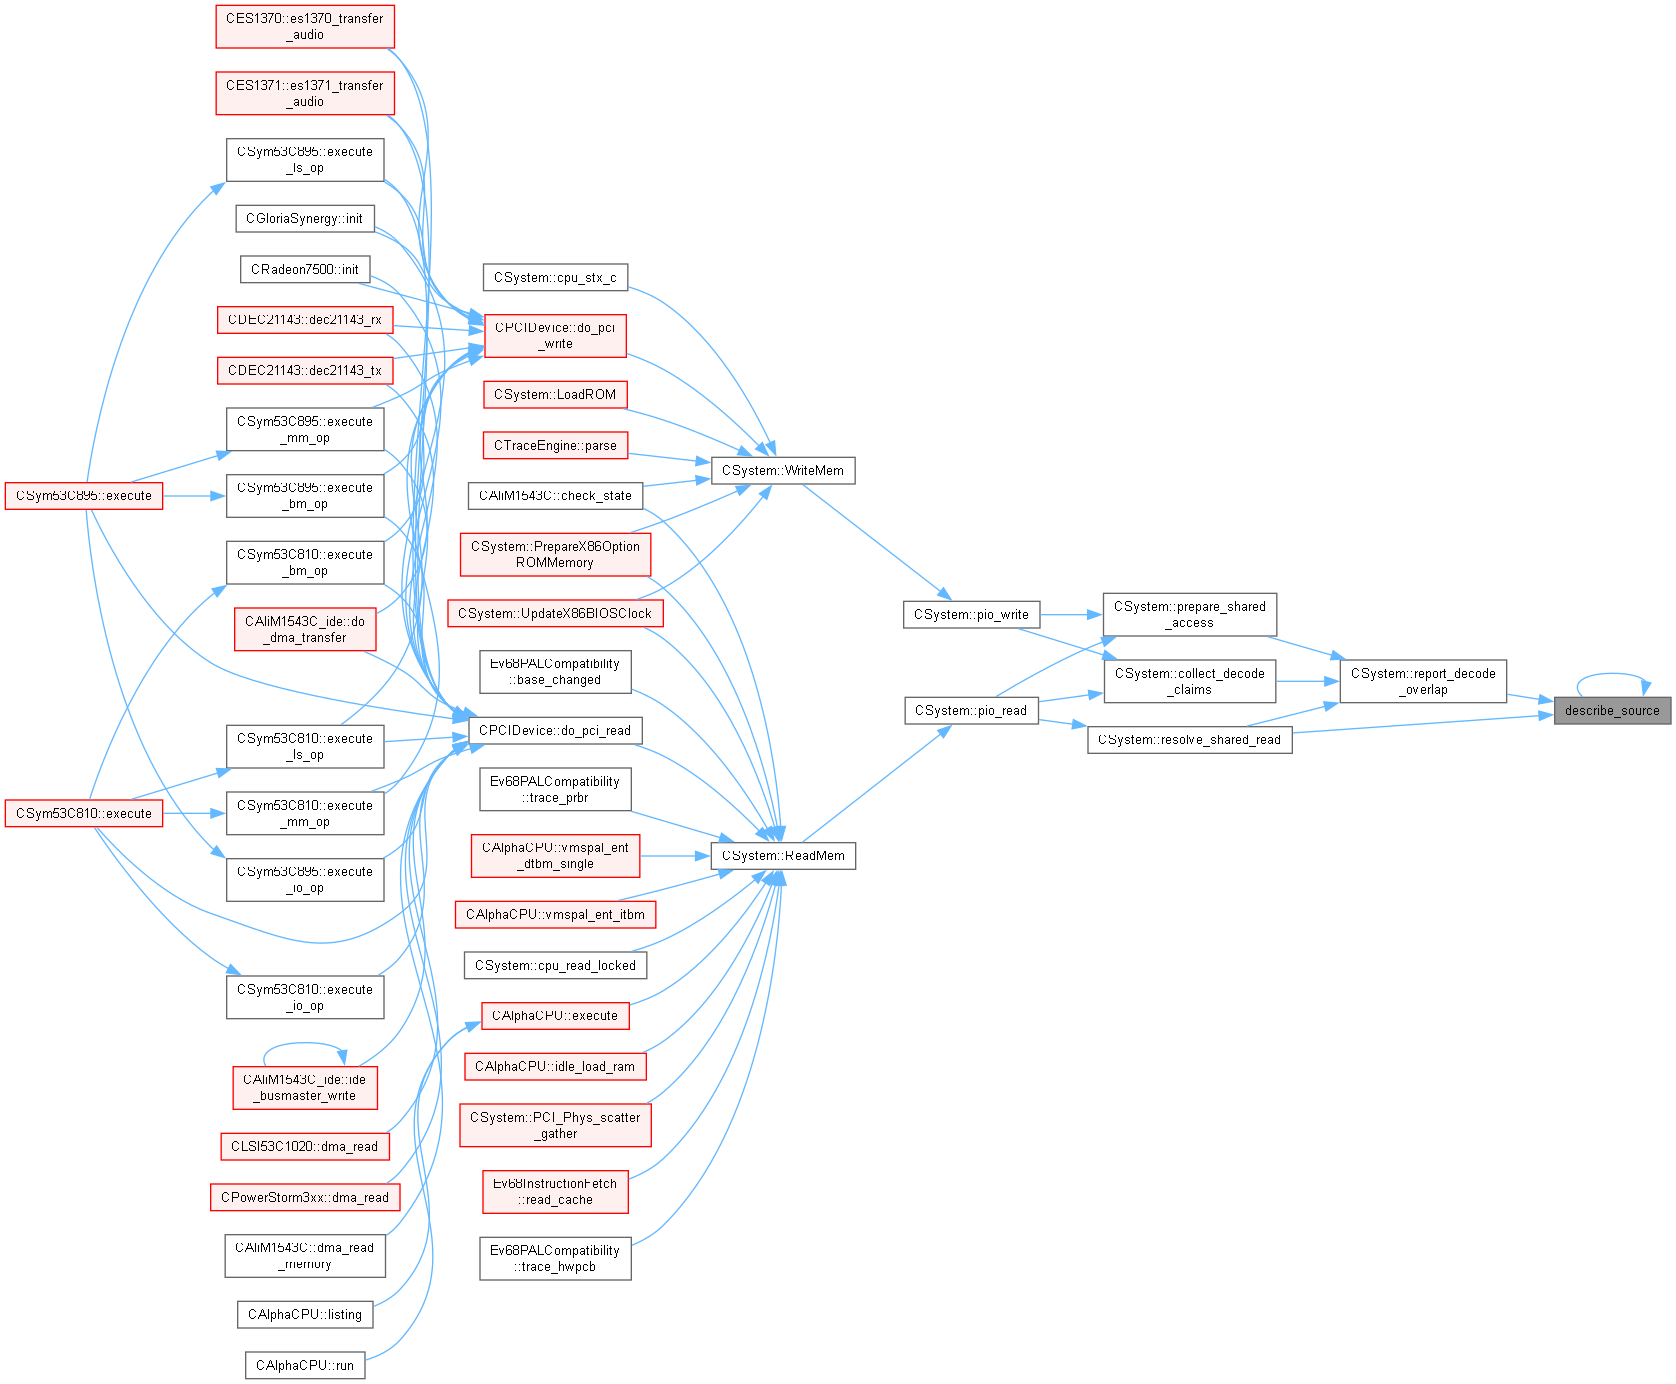 CES1370::es1370_transfer
_audio
CES1371::es1371_transfer
_audio
CSym53C895::execute
_ls_op
CGloriaSynergy::init
CRadeon7500::init
CDEC21143::dec21143_rx
CDEC21143::dec21143_tx
CSym53C895::execute
_mm_op
CSym53C895::execute
CSym53C895::execute
_bm_op
CSym53C810::execute
_bm_op
CAliM1543C_ide::do
_dma_transfer
CSym53C810::execute
_ls_op
CSym53C810::execute
CSym53C810::execute
_mm_op
CSym53C895::execute
_io_op
CSym53C810::execute
_io_op
CAliM1543C_ide::ide
_busmaster_write
CLSI53C1020::dma_read
CPowerStorm3xx::dma_read
CAliM1543C::dma_read
_memory
CAlphaCPU::listing
CAlphaCPU::run
CSystem::cpu_stx_c
CPCIDevice::do_pci
_write
CSystem::LoadROM
CTraceEngine::parse
CAliM1543C::check_state
CSystem::PrepareX86Option
ROMMemory
CSystem::UpdateX86BIOSClock
Ev68PALCompatibility
::base_changed
CPCIDevice::do_pci_read
Ev68PALCompatibility
::trace_prbr
CAlphaCPU::vmspal_ent
_dtbm_single
CAlphaCPU::vmspal_ent_itbm
CSystem::cpu_read_locked
CAlphaCPU::execute
CAlphaCPU::idle_load_ram
CSystem::PCI_Phys_scatter
_gather
Ev68InstructionFetch
::read_cache
Ev68PALCompatibility
::trace_hwpcb
CSystem::WriteMem
CSystem::ReadMem
CSystem::pio_write
CSystem::pio_read
CSystem::prepare_shared
_access
CSystem::collect_decode
_claims
CSystem::resolve_shared_read
CSystem::report_decode
_overlap
describe_source